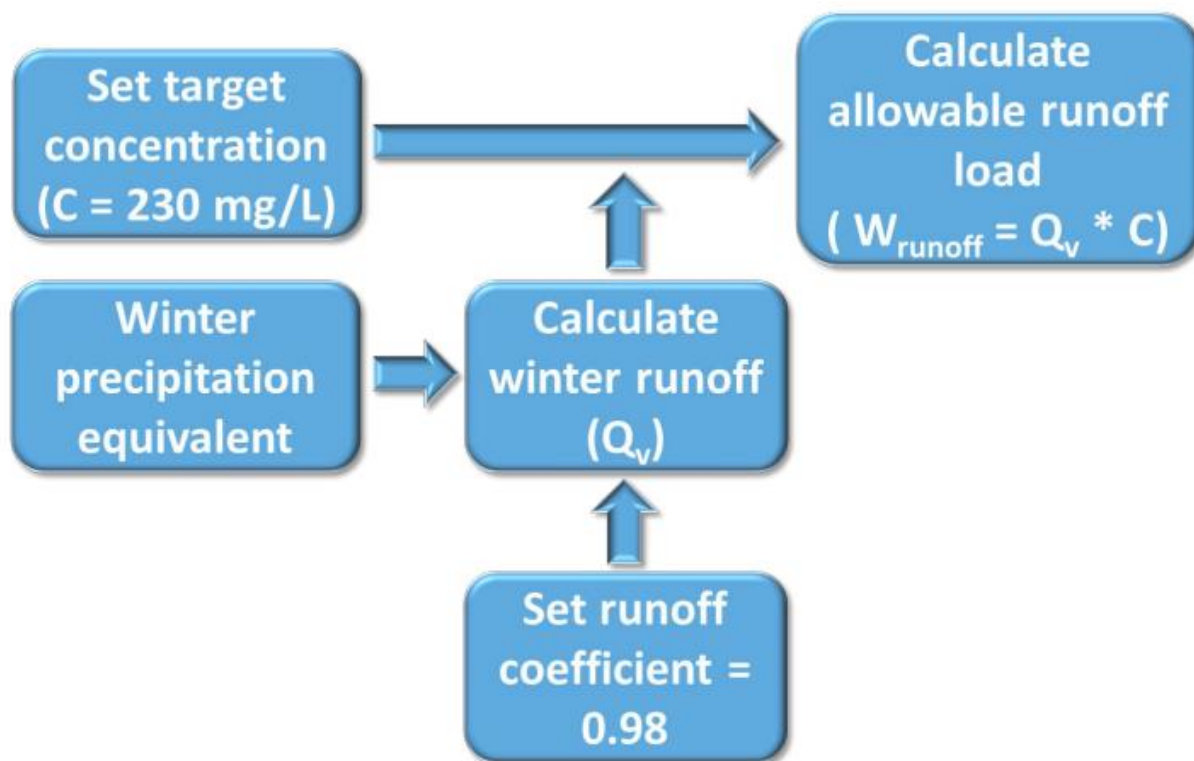 Set target
concentration
(C = 230 mg/L)
Calculate
allowable runoff
load
( Wrunoff = Qv * C)
Winter
precipitation
equivalent
Calculate
winter runoff
(Qv)
Set runoff
coefficient =
0.98